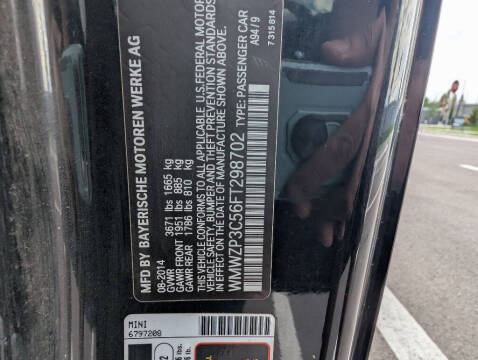 MFD BY BAYERISCHE MOTOREN WERKE AG
08-2014
GVWR 3671 lbs 1665 kg
GAWR FRONT 1951 lbs 885 kg
GAWR REAR 1786 lbs 810 kg
THIS VEHICLE CONFORMS TO ALL APPLICABLE U.S. FEDERAL MOTOR
VEHICLE SAFETY, BUMPER, AND THEFT PREVENTION STANDARDS
IN EFFECT ON THE DATE OF MANUFACTURE SHOWN ABOVE.
WMWZP3C56FT298702 TYPE: PASSENGER CAR
A94/9
7315814
MINI
6797208